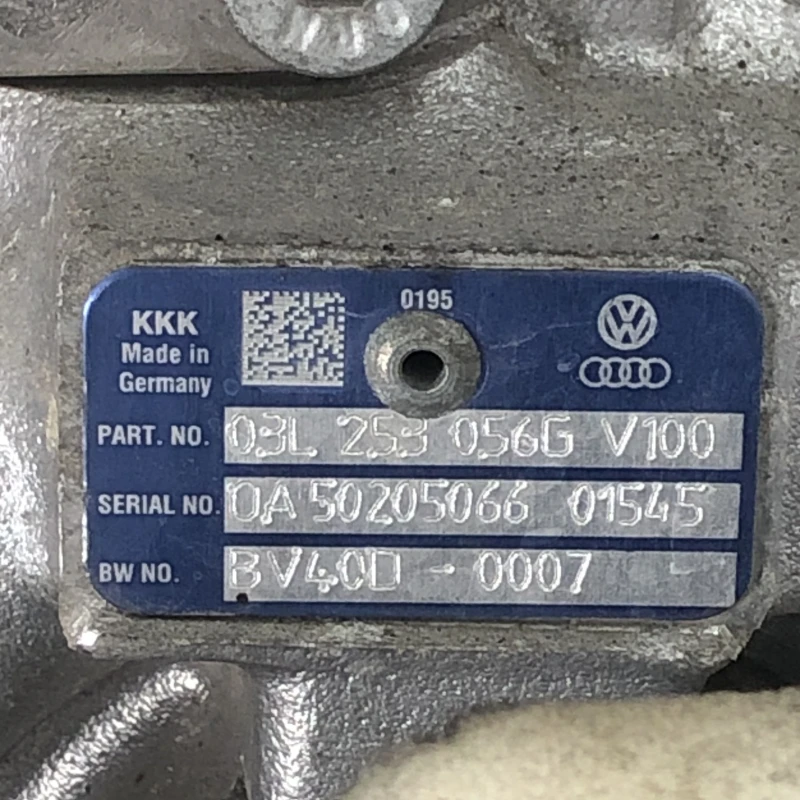 KKK
Made in
Germany
0195
PART. NO. 03L 253 056G V100
SERIAL NO. 0A 50205066 01545
BW NO. BV40D - 0007